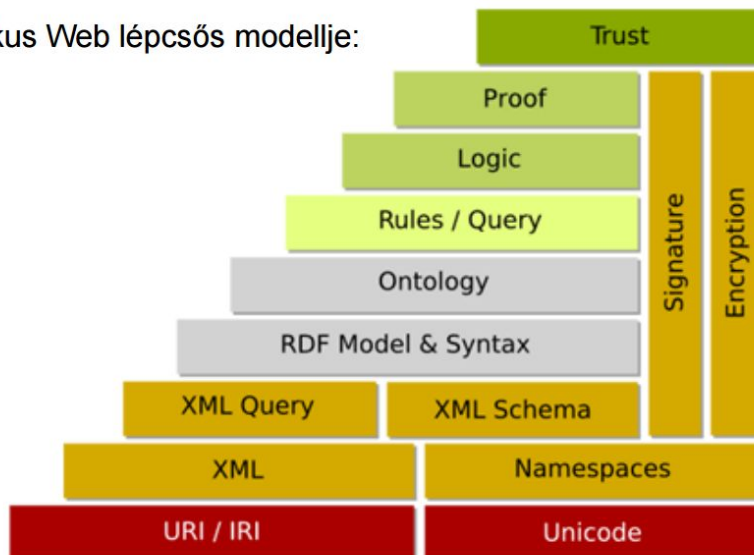 kus Web lépcsős modellje:
Trust
Proof
Logic
Rules / Query
Ontology
RDF Model & Syntax
XML Query
XML Schema
Signature
Encryption
XML
Namespaces
URI / IRI
Unicode